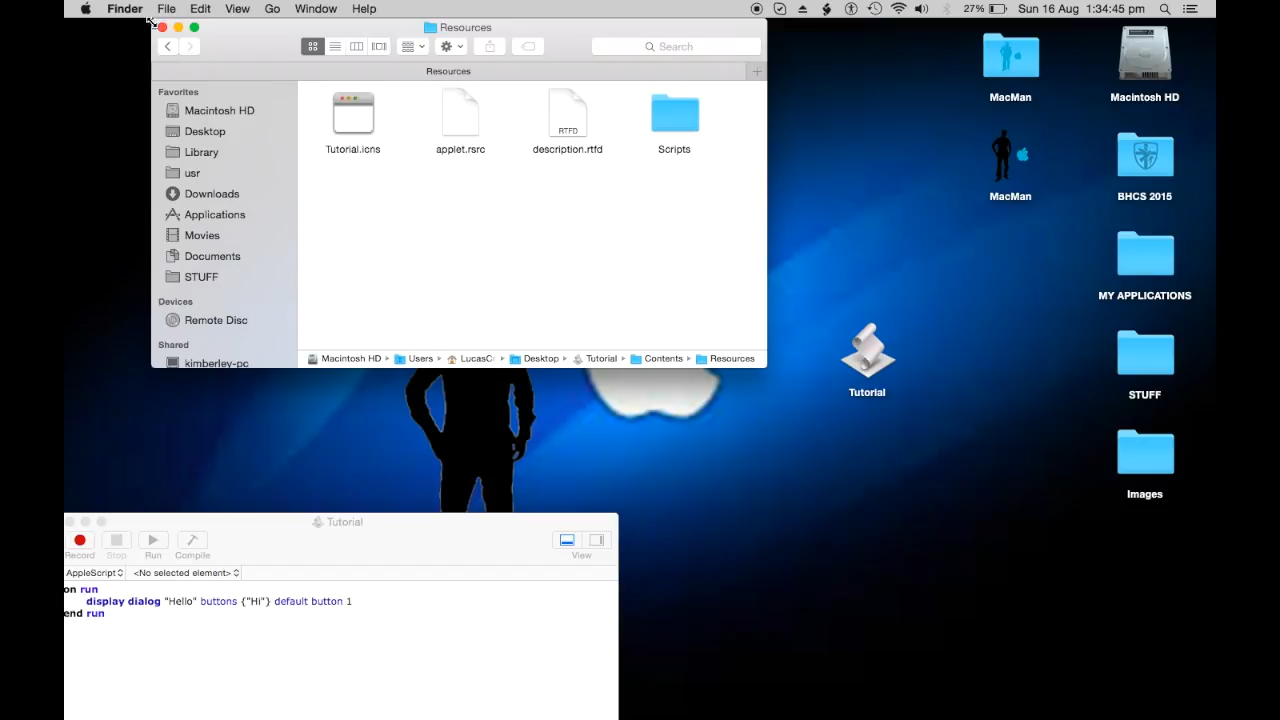 Finder File Edit View Go Window Help 27% Sun 16 Aug 1:34:45 pm
Resources
Search
Resources
Favorites
Macintosh HD
Desktop
Library
usr
Downloads
Applications
Movies
Documents
STUFF
Devices
Remote Disc
Shared
kimberley-pc
Tutorial.icns applet.rsrc description.rtfd Scripts
RTFD
Macintosh HD Users LucasC Desktop Tutorial Contents Resources
MacMan Macintosh HD
MacMan BHCS 2015
MY APPLICATIONS
Tutorial STUFF
Images
Tutorial
Record Stop Run Compile View
AppleScript <No selected element>
on run
display dialog "Hello" buttons {"Hi"} default button 1
end run